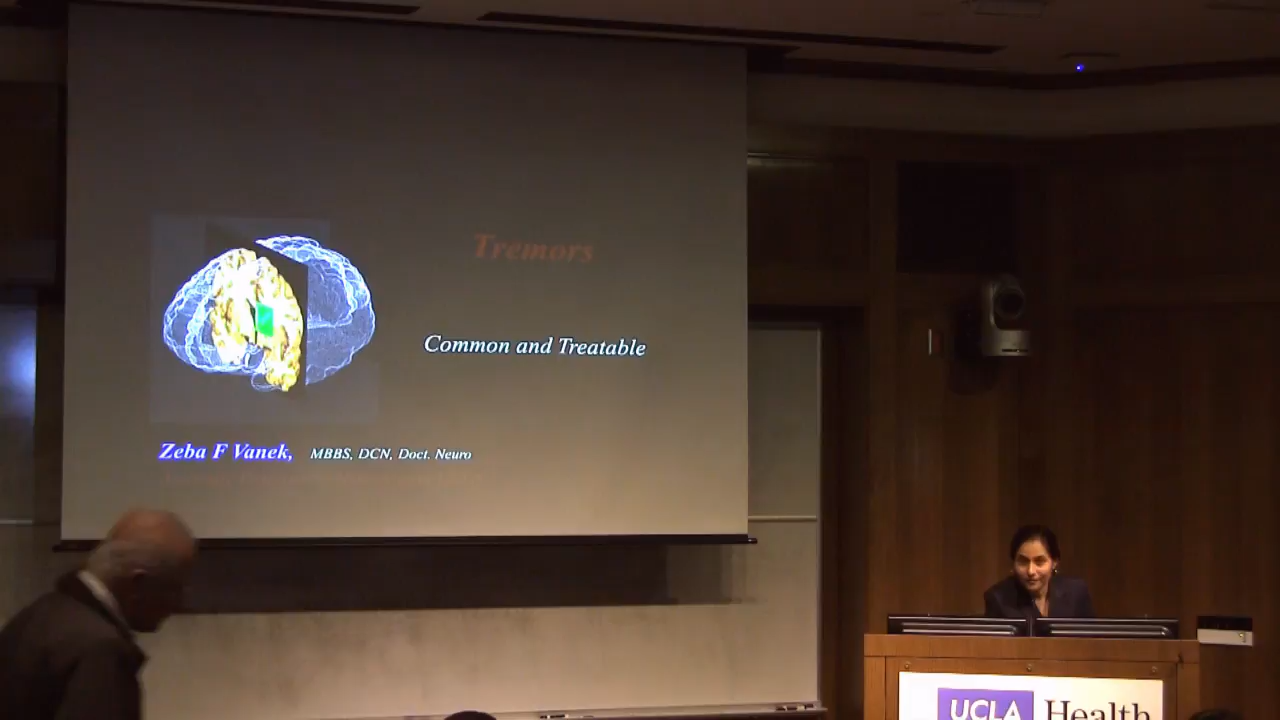 Tremors
Common and Treatable
Zeba F Vanek, MBBS, DCN, Doct. Neuro
UCLA Health